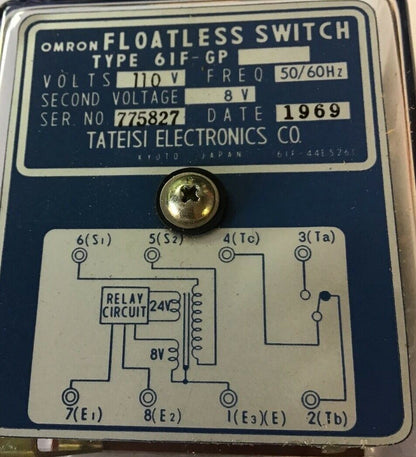 OMRON FLOATLESS SWITCH
TYPE 61F-GP
VOLTS 110 V FREQ 50/60Hz
SECOND VOLTAGE 8 V
SER. NO. 775827 DATE 1969
TATEISI ELECTRONICS CO.
KYOTO JAPAN
6(S1) 5(S2) 4(Tc) 3(Ta)
RELAY CIRCUIT 24V
8V
7(E1) 8(E2) 1(E3)(E) 2(Tb)